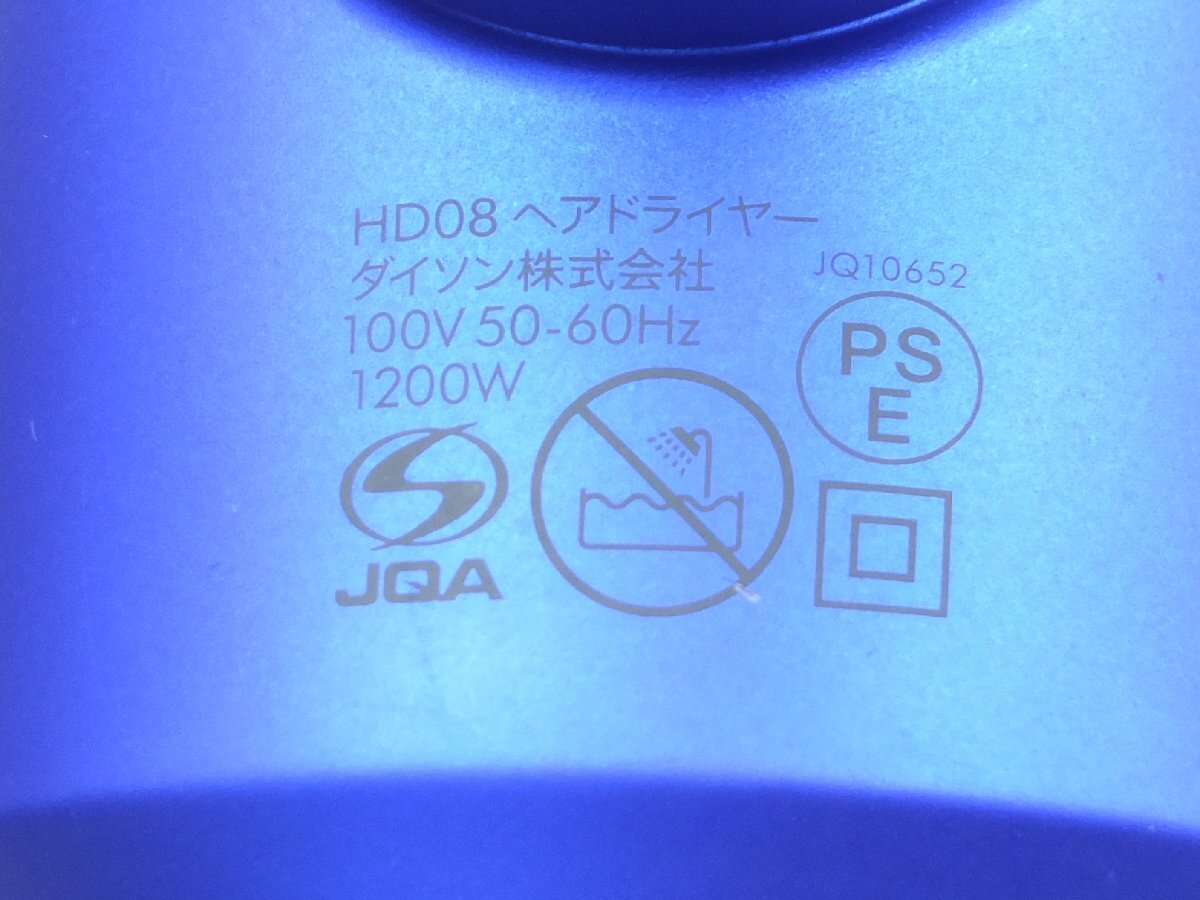 HD08 ヘアドライヤー
ダイソン株式会社
100V 50-60Hz
1200W
JQA
JQ10652
PS
E